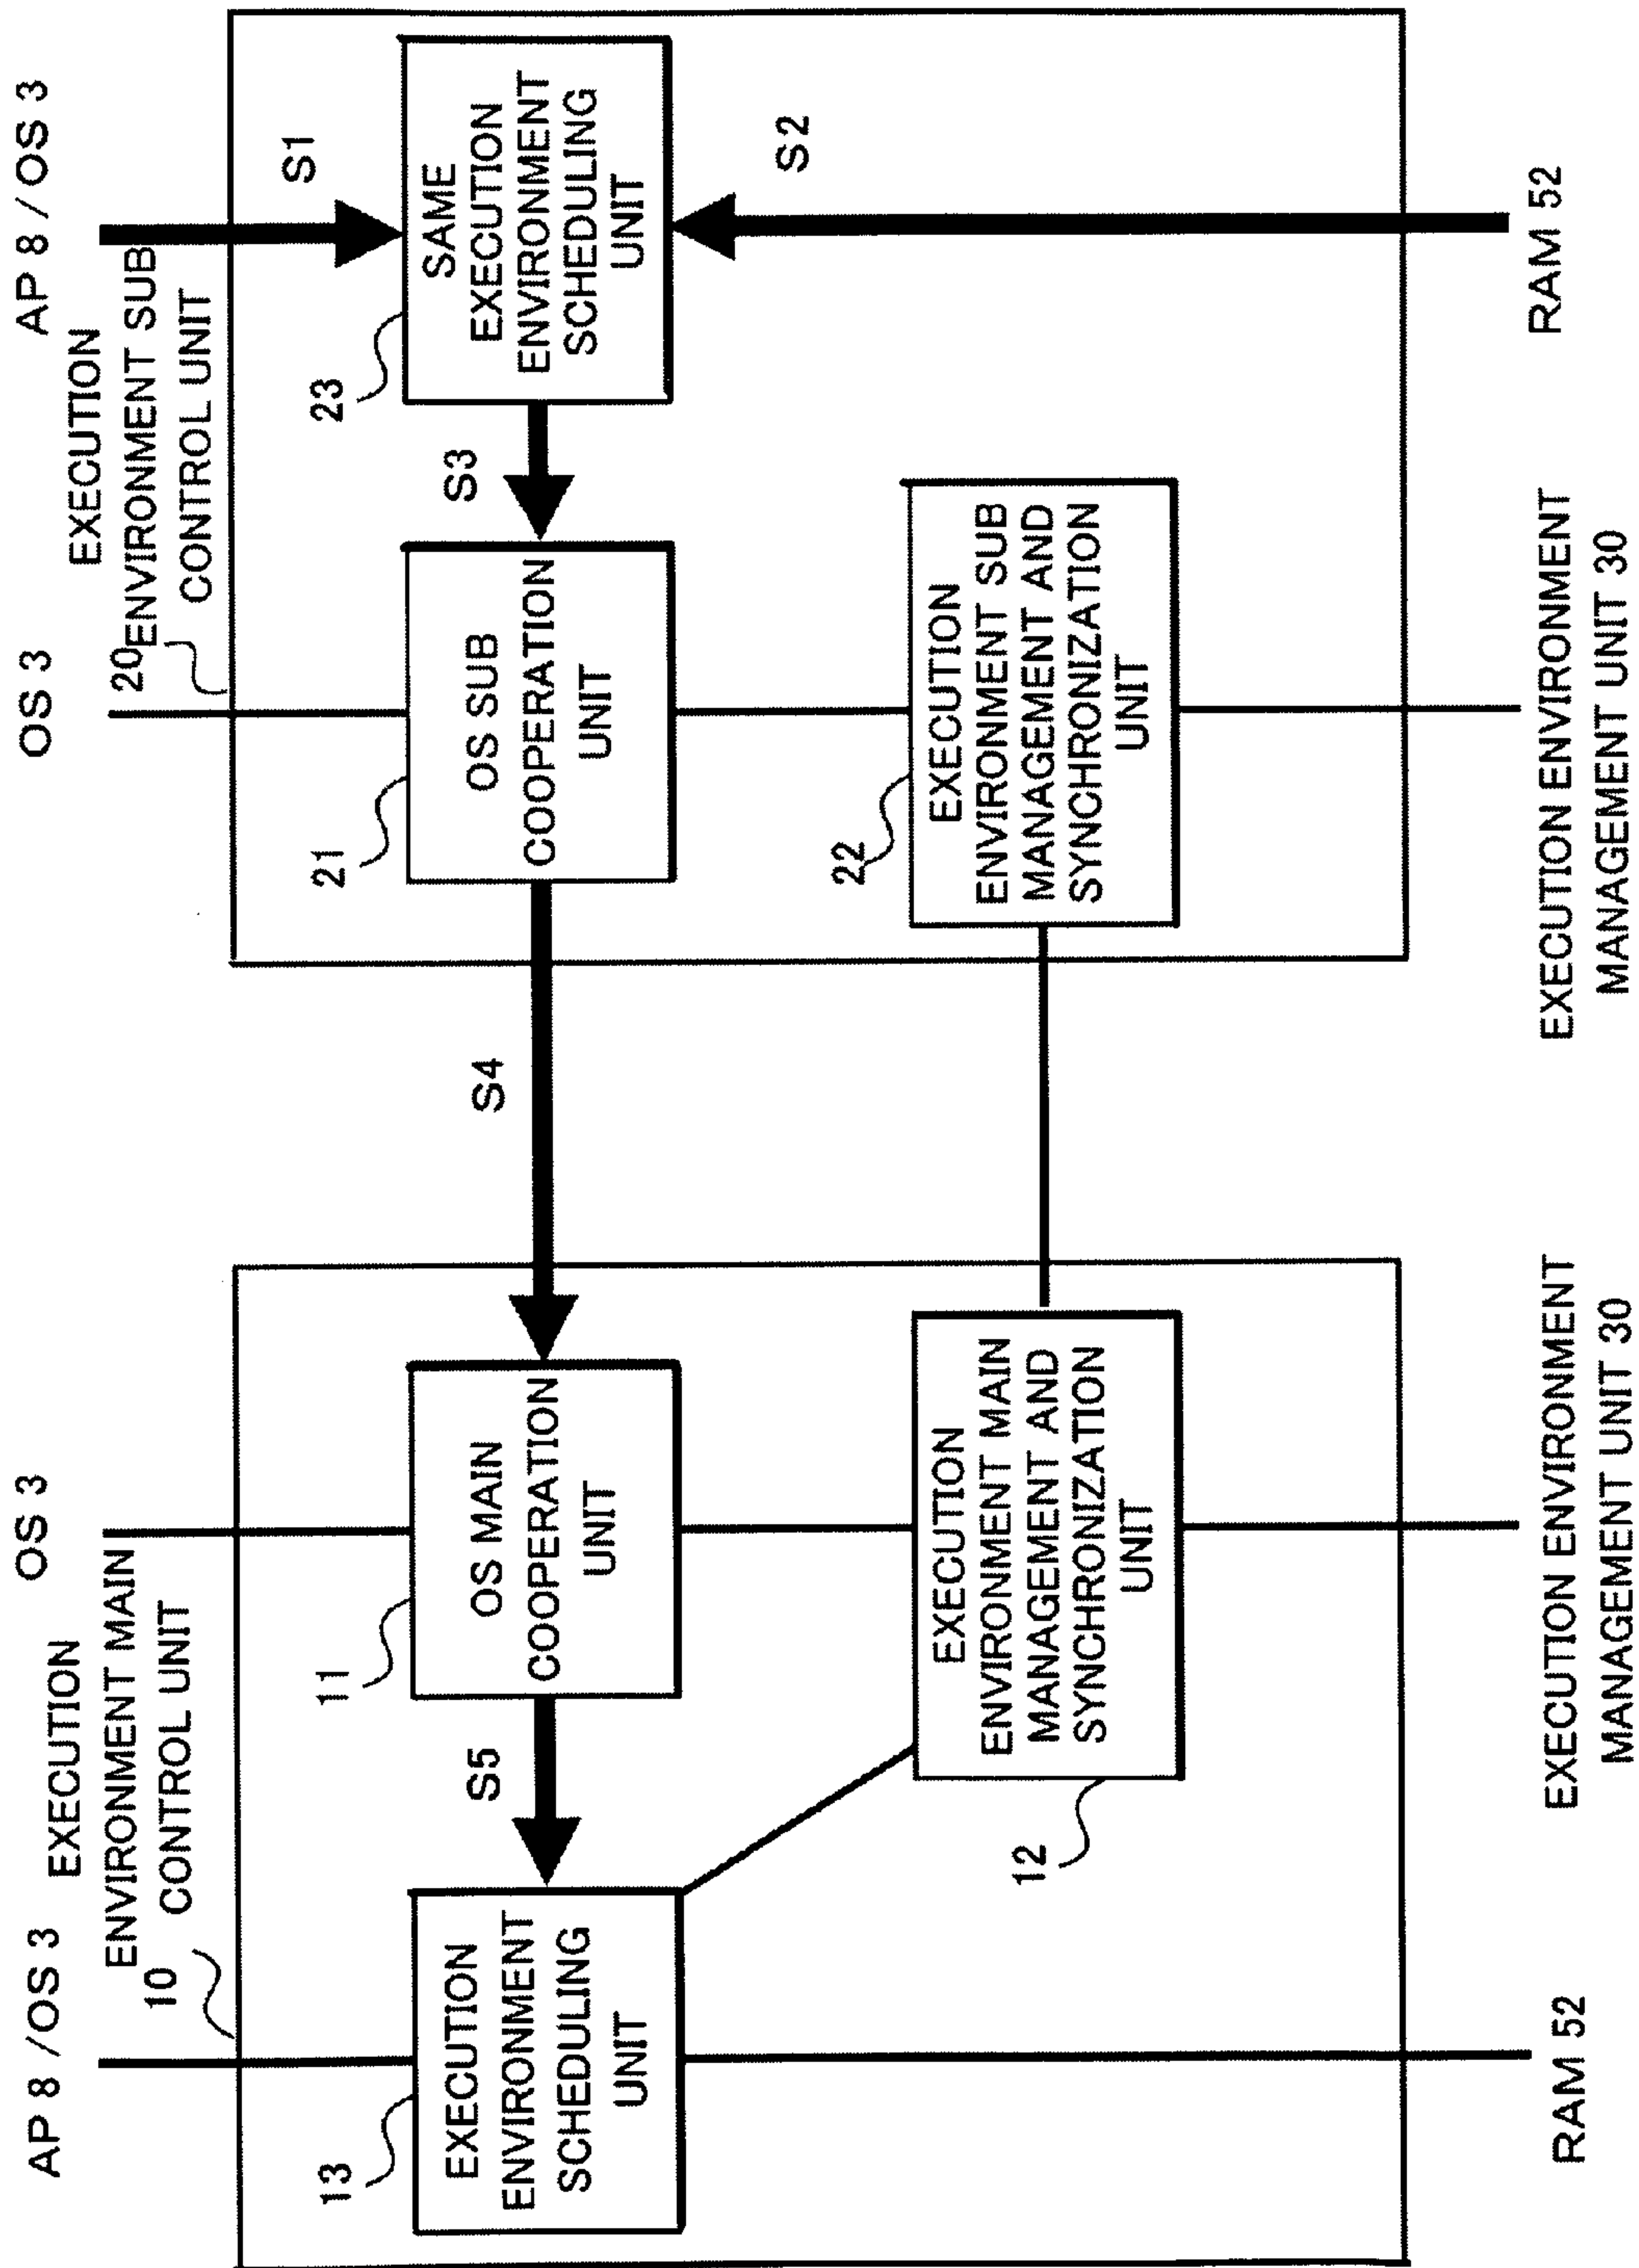 AP 8 / OS 3
EXECUTION
ENVIRONMENT MAIN
CONTROL UNIT
10
OS 3
13
EXECUTION
ENVIRONMENT
SCHEDULING
UNIT
S5
11
OS MAIN
COOPERATION
UNIT
12
EXECUTION
ENVIRONMENT MAIN
MANAGEMENT AND
SYNCHRONIZATION
UNIT
RAM 52
EXECUTION ENVIRONMENT
MANAGEMENT UNIT 30
S4
OS 3
20
EXECUTION
ENVIRONMENT SUB
CONTROL UNIT
AP 8 / OS 3
21
OS SUB
COOPERATION
UNIT
S3
S1
23
SAME
EXECUTION
ENVIRONMENT
SCHEDULING
UNIT
S2
22
EXECUTION
ENVIRONMENT SUB
MANAGEMENT AND
SYNCHRONIZATION
UNIT
EXECUTION ENVIRONMENT
MANAGEMENT UNIT 30
RAM 52